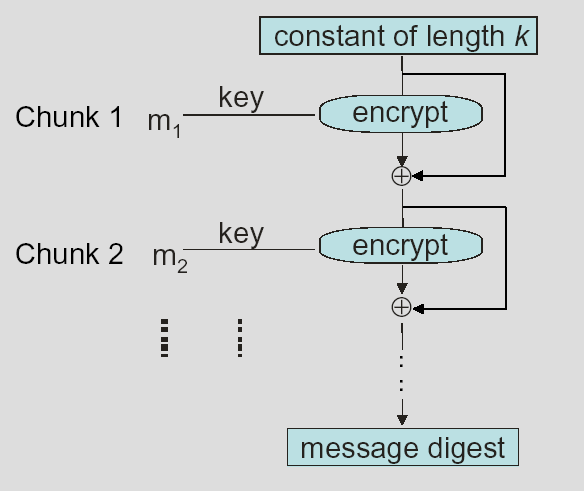 constant of length k
key
Chunk 1 m1 encrypt
⊕
key
Chunk 2 m2 encrypt
⊕
message digest